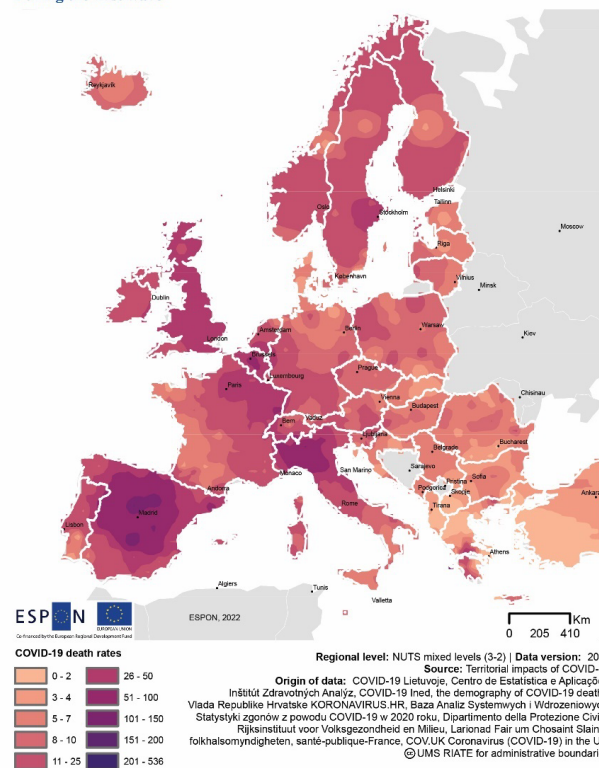 Reykjavík
Helsinki
Tallinn
Oslo
Stockholm
Moscow
Riga
København
Vilnius
Minsk
Dublin
London
Amsterdam
Berlin
Warsaw
Kiev
Brussels
Luxembourg
Prague
Paris
Vienna
Chisinau
Bern
Vaduz
Budapest
Ljubljana
Belgrade
Bucharest
Monaco
San Marino
Sarajevo
Sofia
Andorra
Pristina
Podgorica
Skopje
Ankar
Madrid
Rome
Tirana
Lisbon
Athens
Algiers
Tunis
Valletta
ESPON
EUROPEAN UNION
Co-financed by the European Regional Development Fund
ESPON, 2022
Km
0 205 410
COVID-19 death rates
0 - 2
3 - 4
5 - 7
8 - 10
11 - 25
26 - 50
51 - 100
101 - 150
151 - 200
201 - 536
Regional level: NUTS mixed levels (3-2) | Data version: 20
Source: Territorial impacts of COVID-
Origin of data: COVID-19 Lietuvoje, Centro de Estatística e Aplicaçõ
Inštitút Zdravotných Analýz, COVID-19 Ined, the demography of COVID-19 deat
Vlada Republike Hrvatske KORONAVIRUS.HR, Baza Analiz Systemwych i Wdrozeniowyc
Statystyki zgonów z powodu COVID-19 w 2020 roku, Dipartimento della Protezione Civi
Rijksinstituut voor Volksgezondheid en Milieu, Larionad Fair um Chosaint Slain
folkhalsomyndigheten, santé-publique-France, COV.UK Coronavirus (COVID-19) in the U
© UMS RIATE for administrative boundari